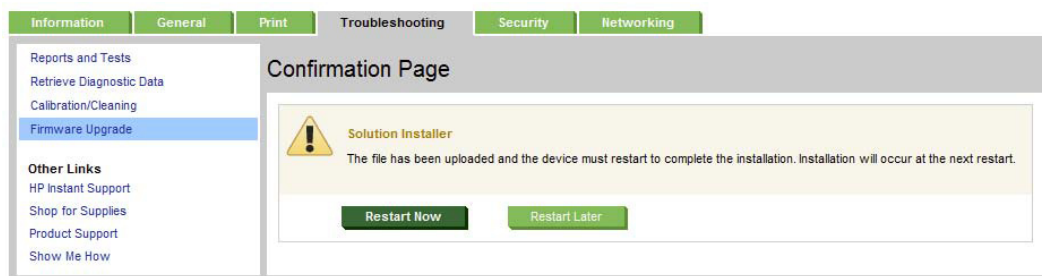 Information General Print Troubleshooting Security Networking
Reports and Tests
Retrieve Diagnostic Data
Calibration/Cleaning
Firmware Upgrade
Other Links
HP Instant Support
Shop for Supplies
Product Support
Show Me How
Confirmation Page
Solution Installer
The file has been uploaded and the device must restart to complete the installation. Installation will occur at the next restart.
Restart Now Restart Later